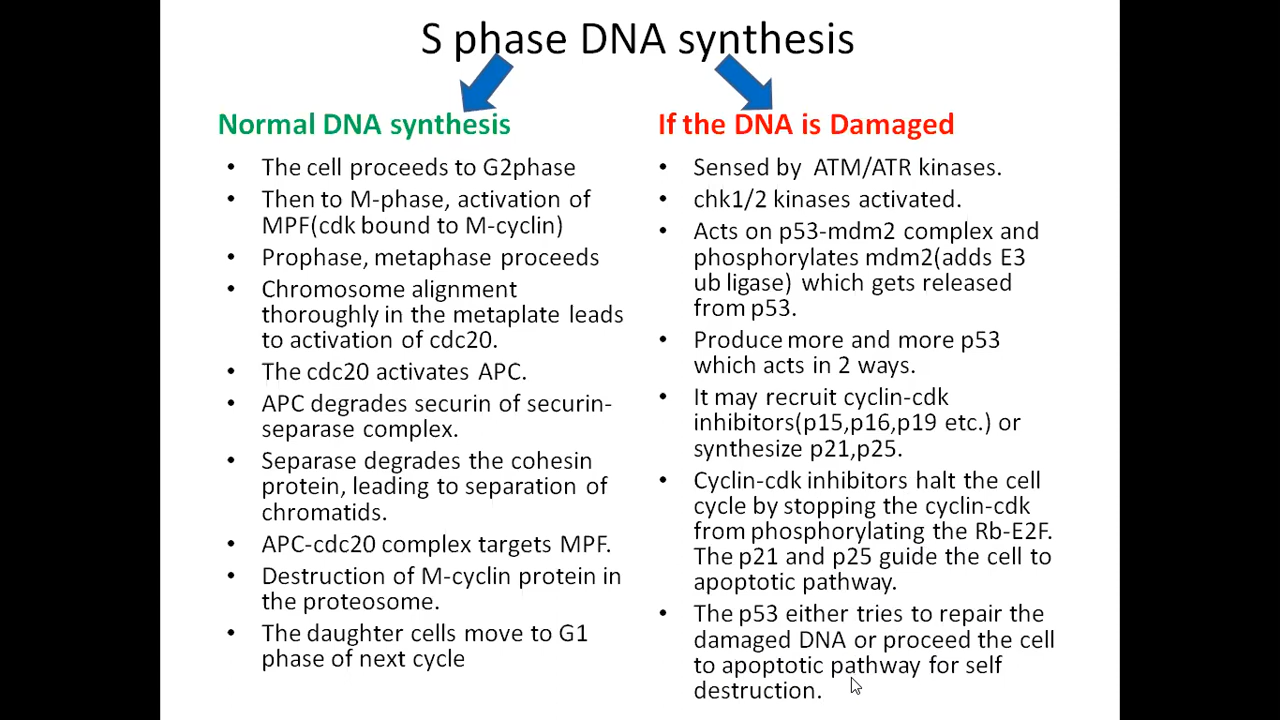 S phase DNA synthesis
Normal DNA synthesis
• The cell proceeds to G2phase
• Then to M-phase, activation of
MPF(cdk bound to M-cyclin)
• Prophase, metaphase proceeds
• Chromosome alignment
thoroughly in the metaplate leads
to activation of cdc20.
• The cdc20 activates APC.
• APC degrades securin of securin-
separase complex.
• Separase degrades the cohesin
protein, leading to separation of
chromatids.
• APC-cdc20 complex targets MPF.
• Destruction of M-cyclin protein in
the proteosome.
• The daughter cells move to G1
phase of next cycle
If the DNA is Damaged
• Sensed by ATM/ATR kinases.
• chk1/2 kinases activated.
• Acts on p53-mdm2 complex and
phosphorylates mdm2(adds E3
ub ligase) which gets released
from p53.
• Produce more and more p53
which acts in 2 ways.
• It may recruit cyclin-cdk
inhibitors(p15,p16,p19 etc.) or
synthesize p21,p25.
• Cyclin-cdk inhibitors halt the cell
cycle by stopping the cyclin-cdk
from phosphorylating the Rb-E2F.
The p21 and p25 guide the cell to
apoptotic pathway.
• The p53 either tries to repair the
damaged DNA or proceed the cell
to apoptotic pathway for self
destruction.